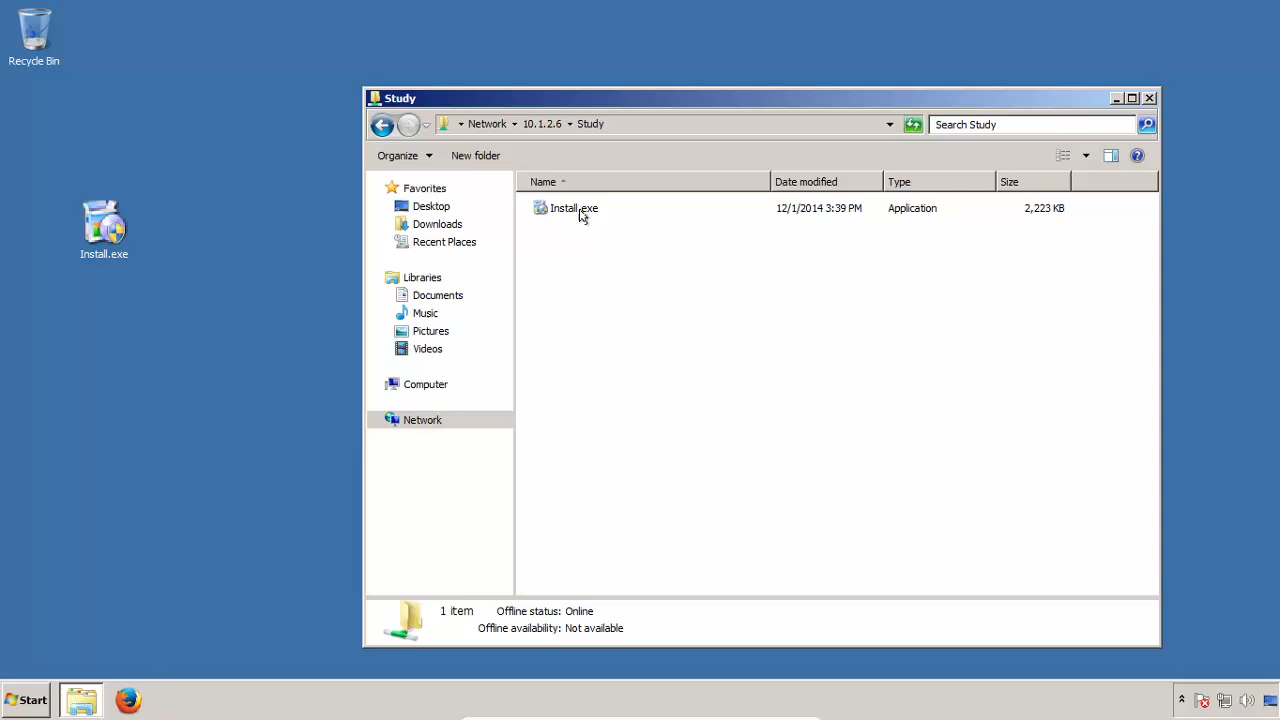 Recycle Bin
Install.exe
Study
Network 10.1.2.6 Study
Search Study
Organize New folder
Name Date modified Type Size
Install.exe 12/1/2014 3:39 PM Application 2,223 KB
Favorites
Desktop
Downloads
Recent Places
Libraries
Documents
Music
Pictures
Videos
Computer
Network
1 item Offline status: Online
Offline availability: Not available
Start